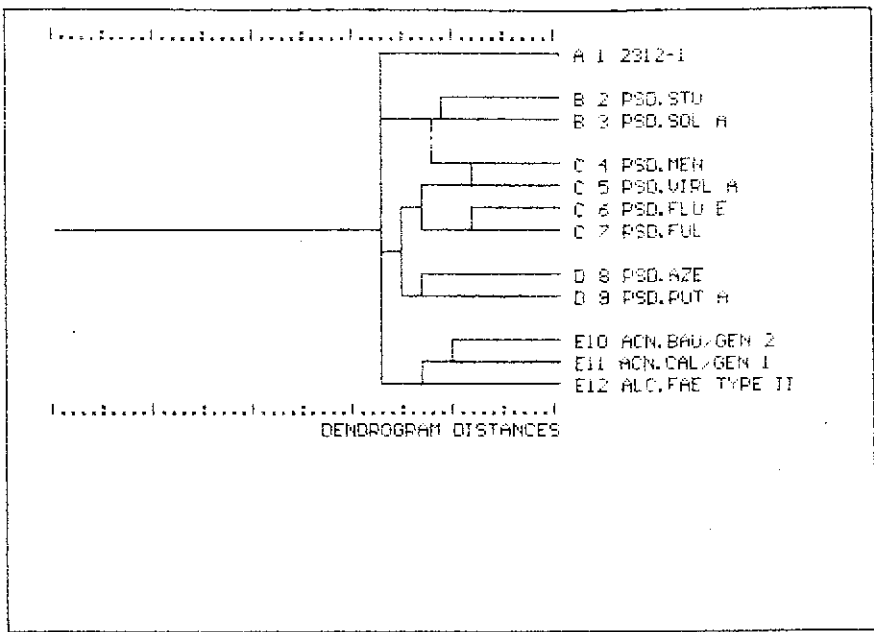 A 1 2312-1
B 2 PSD.STU
B 3 PSD.SOL A
C 4 PSD.MEN
C 5 PSD.VIRL A
C 6 PSD.FLU E
C 7 PSD.FUL
D 8 PSD.AZE
D 9 PSD.PUT A
E10 ACN.BAU/GEN 2
E11 ACN.CAL/GEN 1
E12 ALC.FAE TYPE II
DENDROGRAM DISTANCES